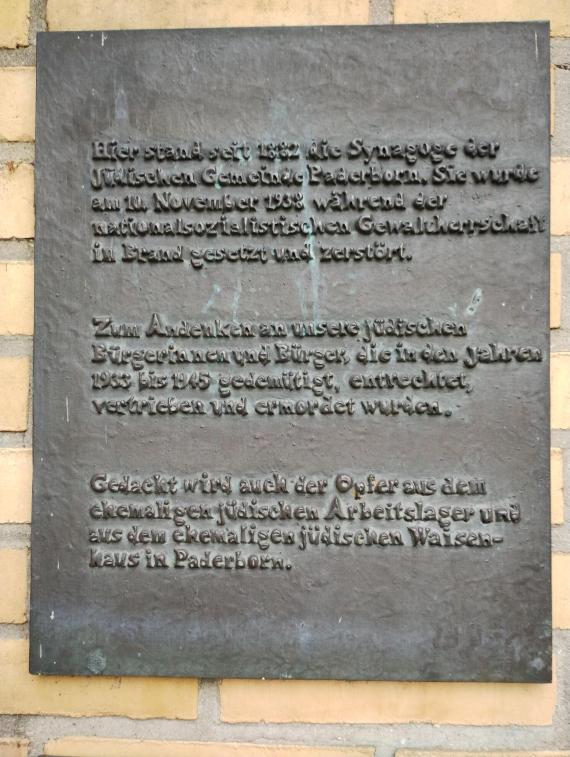 Hier stand seit 1882 die Synagoge der
Jüdischen Gemeinde Paderborn. Sie wurde
am 10. November 1938 während der
nationalsozialistischen Gewaltherrschaft
in Brand gesetzt und zerstört.
Zum Andenken an unsere jüdischen
Bürgerinnen und Bürger, die in den Jahren
1933 bis 1945 gedemütigt, entrechtet,
vertrieben und ermordet wurden.
Gedacht wird auch der Opfer aus dem
ehemaligen jüdischen Arbeitslager und
aus dem ehemaligen jüdischen Waisen-
haus in Paderborn.